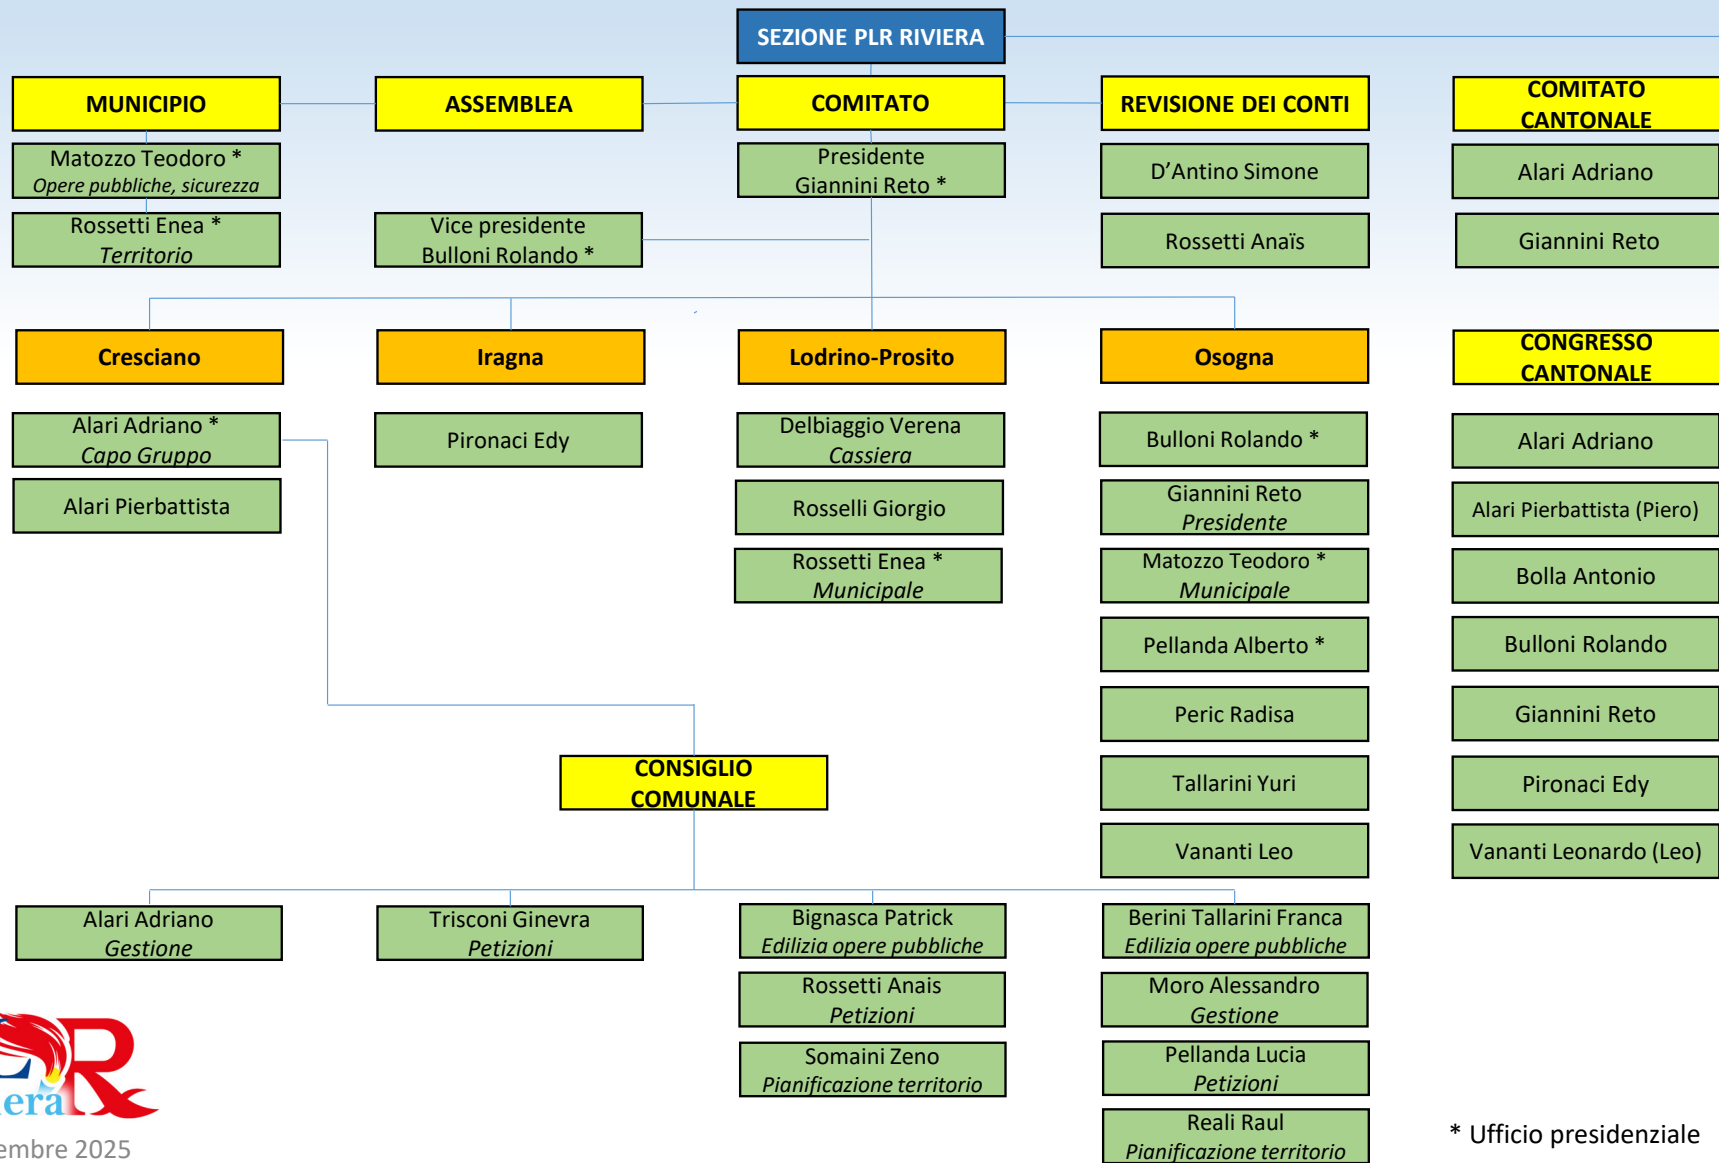 SEZIONE PLR RIVIERA
MUNICIPIO
ASSEMBLEA
COMITATO
REVISIONE DEI CONTI
COMITATO
CANTONALE
Matozzo Teodoro *
Opere pubbliche, sicurezza
Presidente
Giannini Reto *
D'Antino Simone
Alari Adriano
Rossetti Enea *
Territorio
Vice presidente
Bulloni Rolando *
Rossetti Anaïs
Giannini Reto
Cresciano
Iragna
Lodrino-Prosito
Osogna
CONGRESSO
CANTONALE
Alari Adriano *
Capo Gruppo
Alari Pierbattista
Pironaci Edy
Delbiaggio Verena
Cassiera
Rosselli Giorgio
Rossetti Enea *
Municipale
Bulloni Rolando *
Giannini Reto
Presidente
Matozzo Teodoro *
Municipale
Pellanda Alberto *
Peric Radisa
Tallarini Yuri
Vananti Leo
Alari Adriano
Alari Pierbattista (Piero)
Bolla Antonio
Bulloni Rolando
Giannini Reto
Pironaci Edy
Vananti Leonardo (Leo)
CONSIGLIO
COMUNALE
Alari Adriano
Gestione
Trisconi Ginevra
Petizioni
Bignasca Patrick
Edilizia opere pubbliche
Rossetti Anais
Petizioni
Somaini Zeno
Pianificazione territorio
Berini Tallarini Franca
Edilizia opere pubbliche
Moro Alessandro
Gestione
Pellanda Lucia
Petizioni
Reali Raul
Pianificazione territorio
R
era
embre 2025
* Ufficio presidenziale